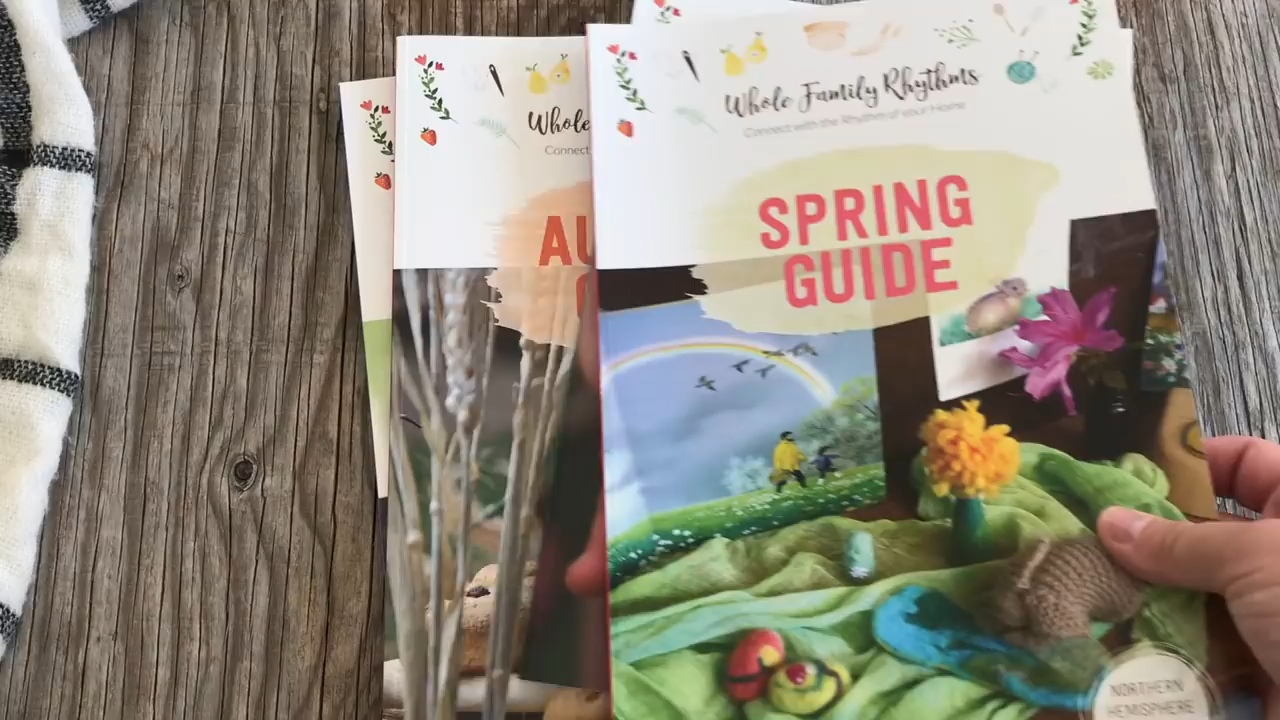 Whole
Connect
AU
Whole Family Rhythms
Connect with the Rhythm of your Home
SPRING
GUIDE
NORTHERN
HEMISPHERE